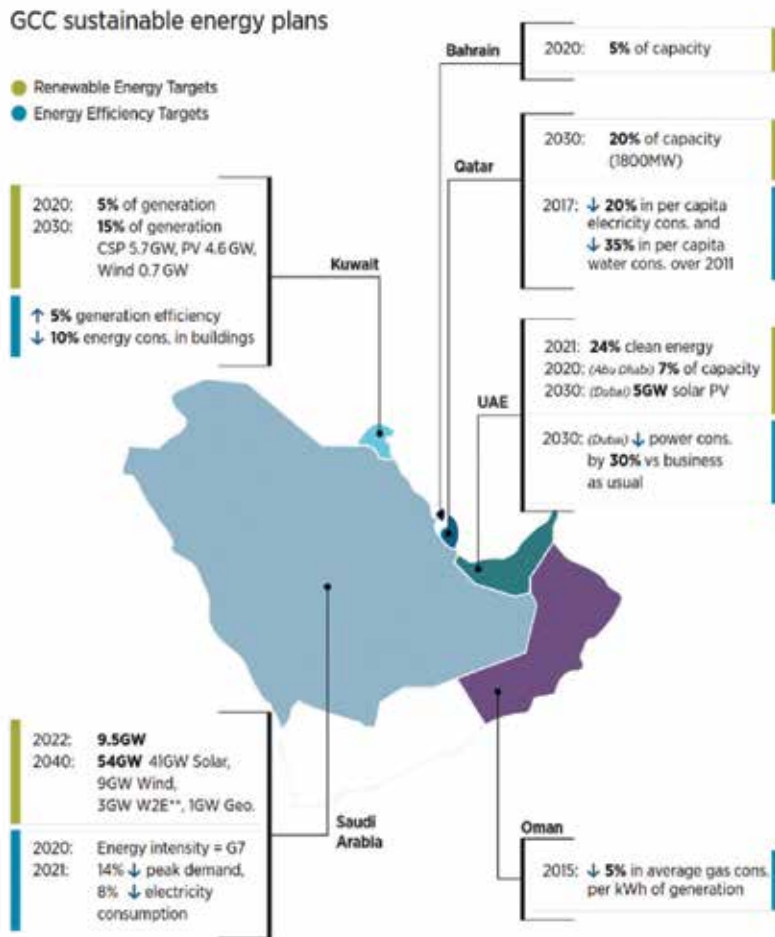 GCC sustainable energy plans
Renewable Energy Targets
Energy Efficiency Targets
Bahrain
2020: 5% of capacity
Qatar
2030: 20% of capacity
(1800MW)
2017: ↓ 20% in per capita
elecricity cons. and
↓ 35% in per capita
water cons. over 2011
Kuwait
2020: 5% of generation
2030: 15% of generation
CSP 5.7GW, PV 4.6GW,
Wind 0.7GW
↑ 5% generation efficiency
↓ 10% energy cons. in buildings
UAE
2021: 24% clean energy
2020: (Abu Dhabi) 7% of capacity
2030: (Dubai) 5GW solar PV
2030: (Dubai) ↓ power cons.
by 30% vs business
as usual
Saudi
Arabia
2022: 9.5GW
2040: 54GW 41GW Solar,
9GW Wind,
3GW W2E**, 1GW Geo.
2020: Energy intensity = G7
2021: 14% ↓ peak demand,
8% ↓ electricity
consumption
Oman
2015: ↓ 5% in average gas cons.
per kWh of generation